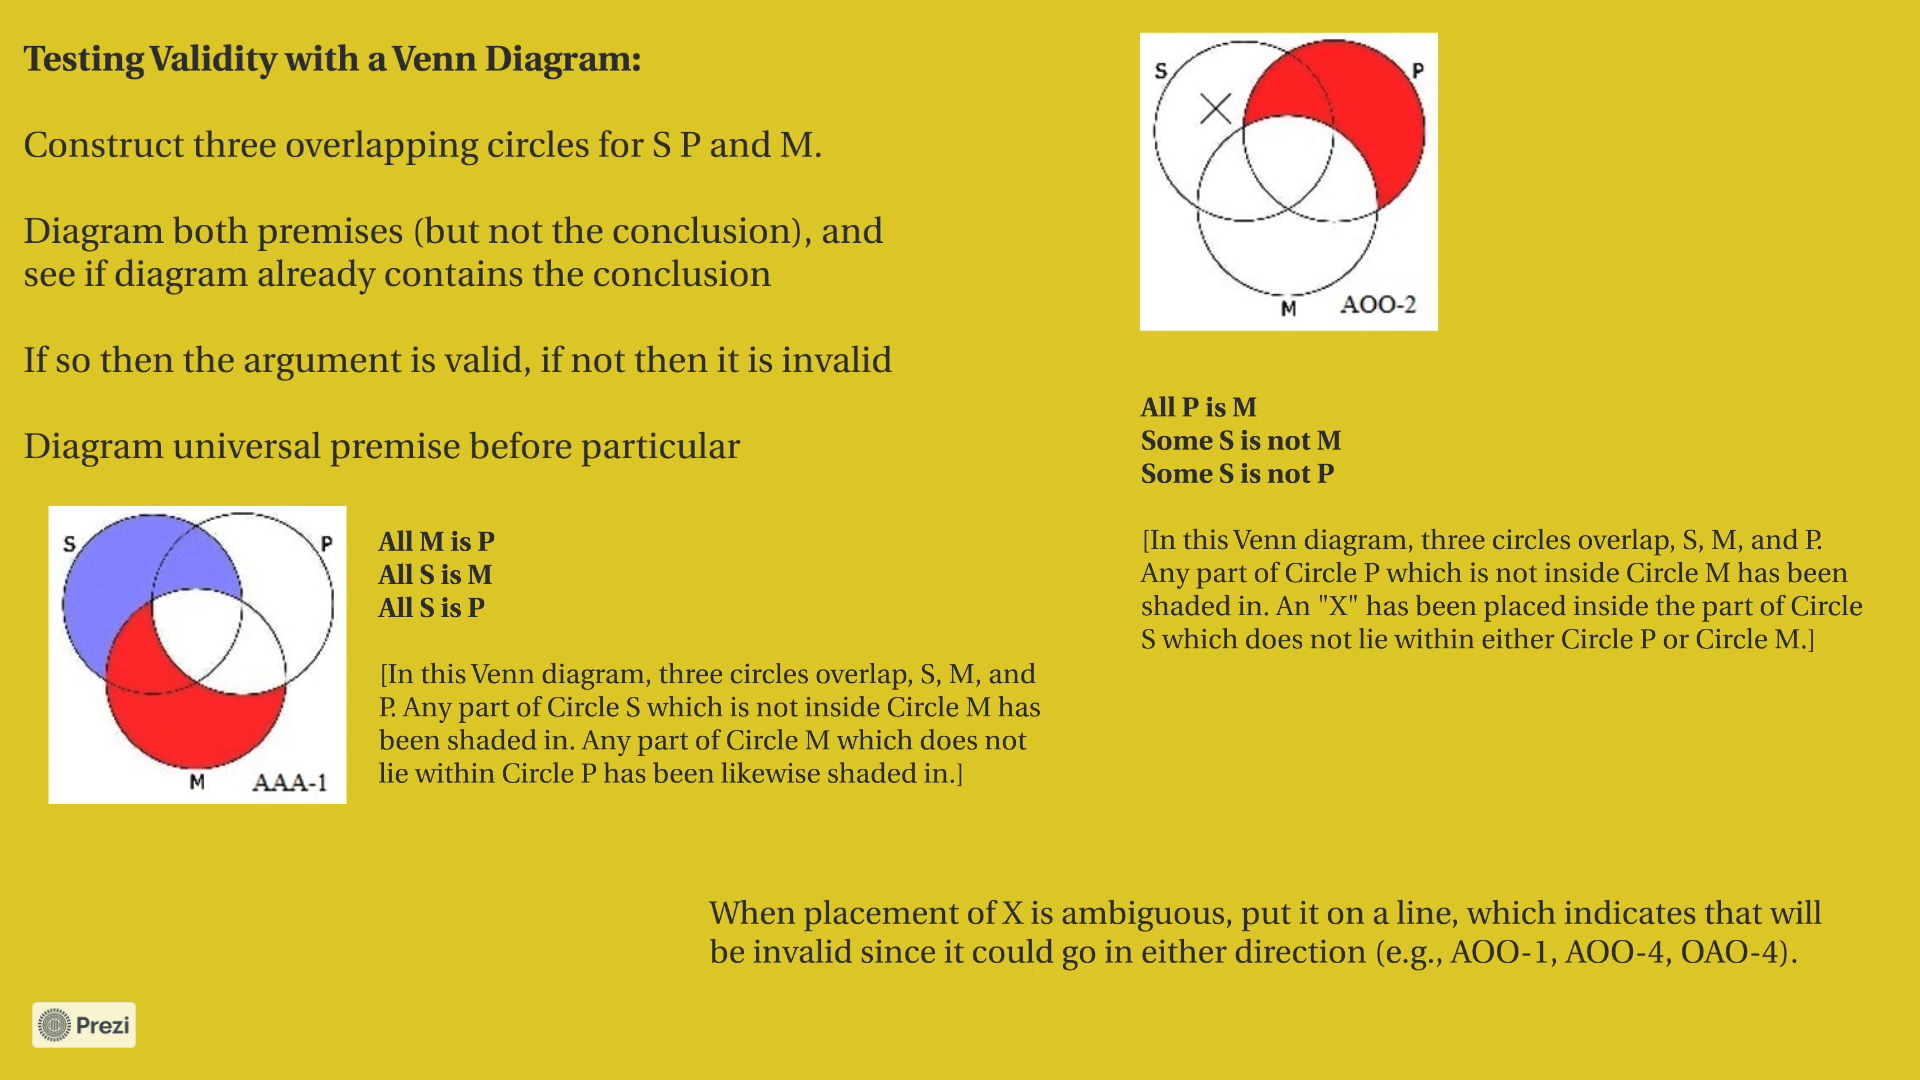 Testing Validity with a Venn Diagram:
Construct three overlapping circles for S P and M.
Diagram both premises (but not the conclusion), and
see if diagram already contains the conclusion
If so then the argument is valid, if not then it is invalid
Diagram universal premise before particular
S
P
M
AAA-1
All M is P
All S is M
All S is P
[In this Venn diagram, three circles overlap, S, M, and
P. Any part of Circle S which is not inside Circle M has
been shaded in. Any part of Circle M which does not
lie within Circle P has been likewise shaded in.]
S
P
M
AOO-2
All P is M
Some S is not M
Some S is not P
[In this Venn diagram, three circles overlap, S, M, and P.
Any part of Circle P which is not inside Circle M has been
shaded in. An "X" has been placed inside the part of Circle
S which does not lie within either Circle P or Circle M.]
When placement of X is ambiguous, put it on a line, which indicates that will
be invalid since it could go in either direction (e.g., AOO-1, AOO-4, OAO-4).
Prezi